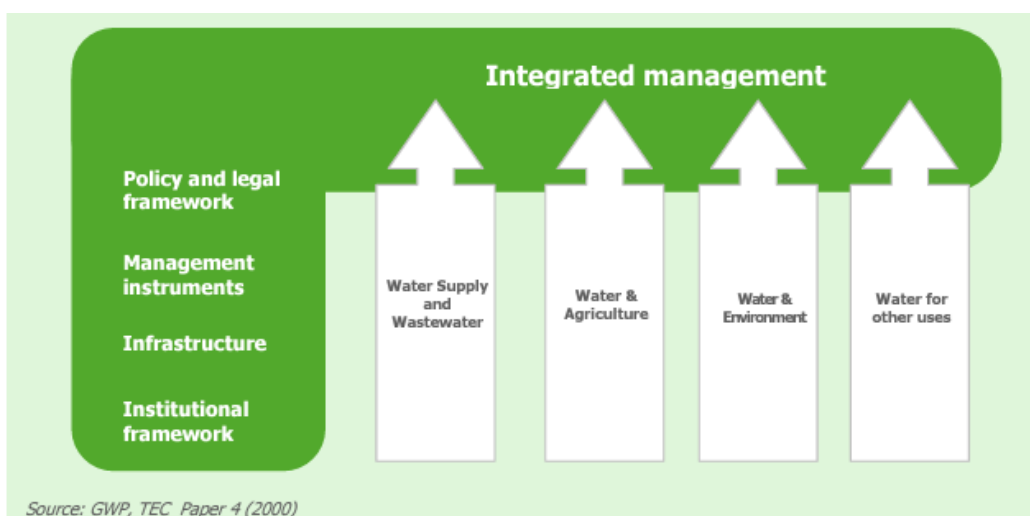 Integrated management
Policy and legal
framework
Management
instruments
Infrastructure
Institutional
framework
Water Supply
and
Wastewater
Water &
Agriculture
Water &
Environment
Water for
other uses
Source: GWP, TEC Paper 4 (2000)